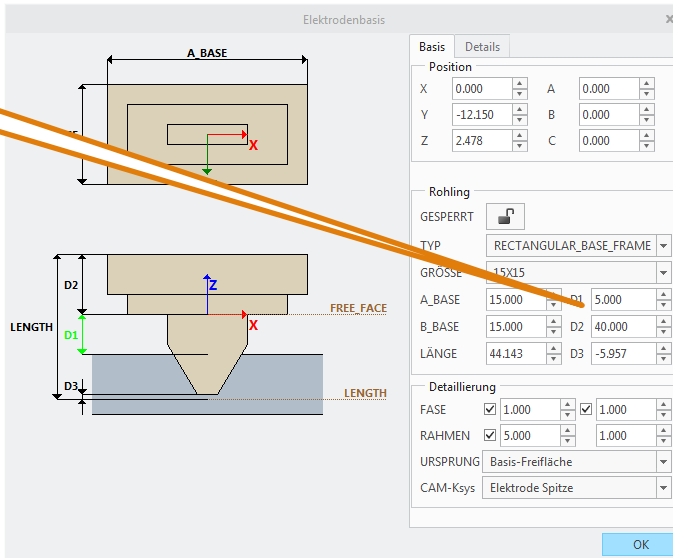 Elektrodenbasis
A_BASE
X
D2
Z
LENGTH
D1
X
FREE_FACE
D3
LENGTH
Basis Details
Position
X 0.000 A 0.000
Y -12.150 B 0.000
Z 2.478 C 0.000
Rohling
GESPERRT
TYP RECTANGULAR_BASE_FRAME
GRÖSSE 15X15
A_BASE 15.000 D1 5.000
B_BASE 15.000 D2 40.000
LÄNGE 44.143 D3 -5.957
Detaillierung
FASE 1.000 1.000
RAHMEN 5.000 1.000
URSPRUNG Basis-Freifläche
CAM-Ksys Elektrode Spitze
OK